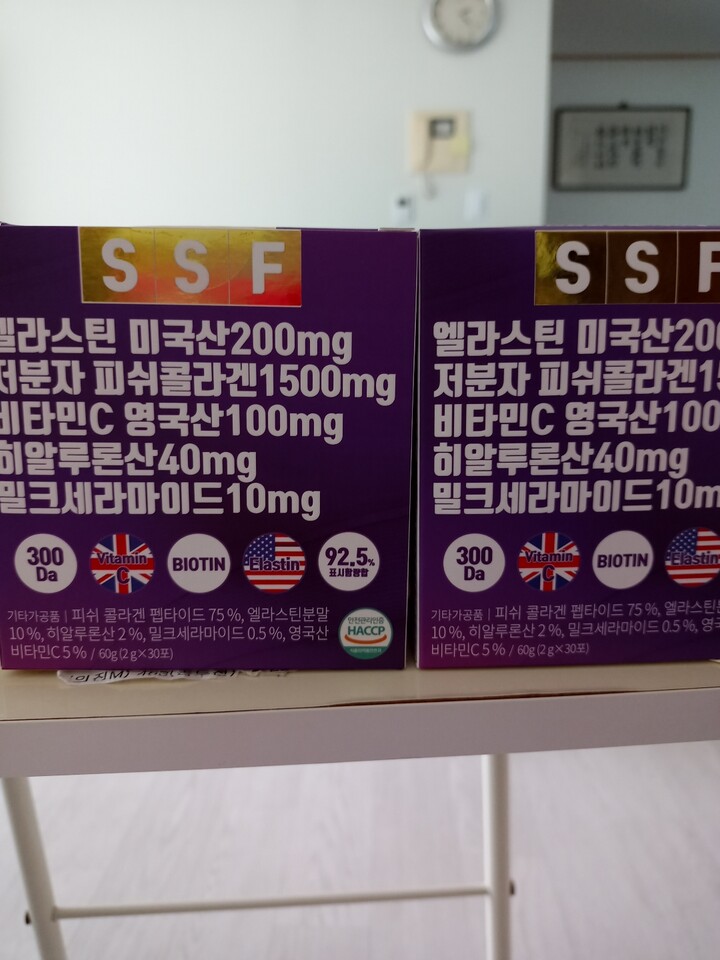 SSF
엘라스틴 미국산200mg
저분자 피쉬콜라겐1500mg
비타민C 영국산100mg
히알루론산40mg
밀크세라마이드10mg
300 Da
Vitamin C
BIOTIN
Elastin
92.5%
표시함량합
기타가공품 | 피쉬 콜라겐 펩타이드 75%, 엘라스틴분말
10%, 히알루론산 2%, 밀크세라마이드 0.5%, 영국산
비타민C 5% / 60g(2g×30포)
안전관리인증
HACCP
SSF
엘라스틴 미국산200
저분자 피쉬콜라겐15
비타민C 영국산100
히알루론산40mg
밀크세라마이드10m
300 Da
Vitamin C
BIOTIN
Elastin
기타가공품 | 피쉬 콜라겐 펩타이드 75%, 엘라스틴
10%, 히알루론산 2%, 밀크세라마이드 0.5%, 영국
비타민C 5% / 60g(2g×30포)